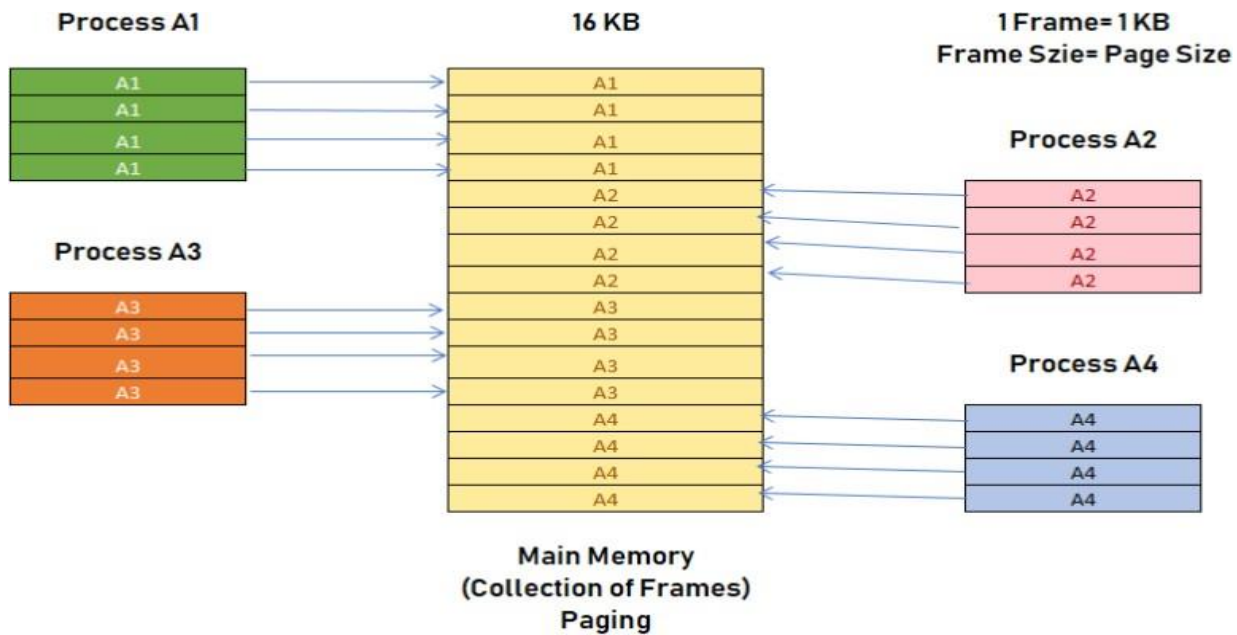 Process A1
A1
A1
A1
A1
Process A3
A3
A3
A3
A3
16 KB
A1
A1
A1
A1
A2
A2
A2
A2
A3
A3
A3
A3
A4
A4
A4
A4
Main Memory
(Collection of Frames)
Paging
1 Frame= 1 KB
Frame Szie= Page Size
Process A2
A2
A2
A2
A2
Process A4
A4
A4
A4
A4